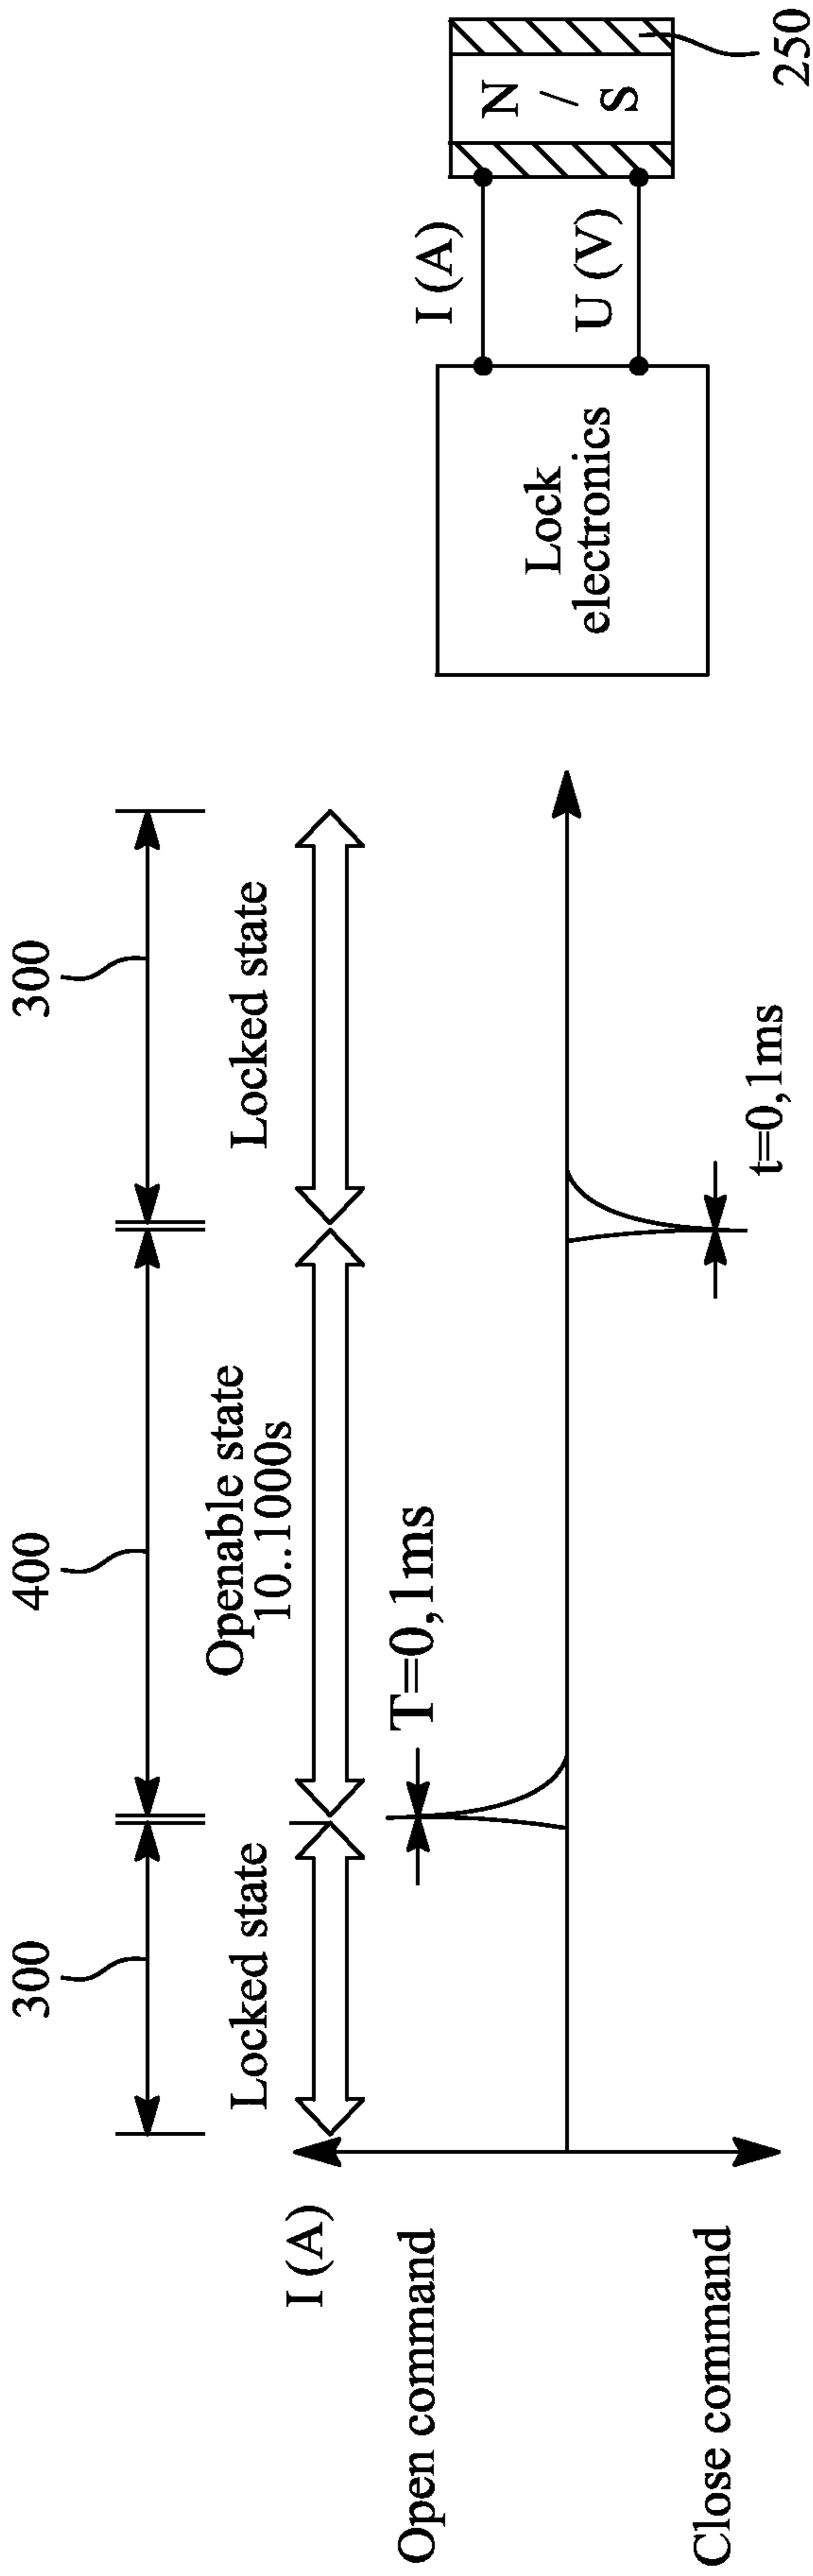 300
400
300
Locked state
Openable state
10..1000s
Locked state
I (A)
Open command
T=0,1ms
Close command
t=0,1ms
Lock
electronics
I (A)
U (V)
N
/
S
250